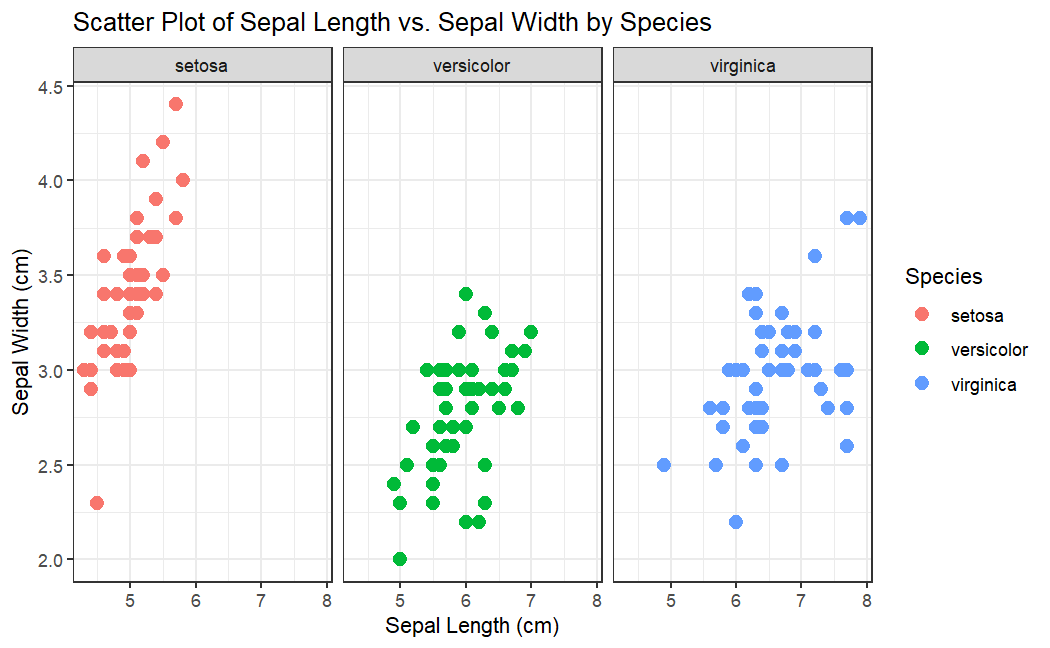 Scatter Plot of Sepal Length vs. Sepal Width by Species
setosa versicolor virginica
4.5
4.0
3.5
3.0
2.5
2.0
Sepal Width (cm)
5 6 7 8 5 6 7 8 5 6 7 8
Sepal Length (cm)
Species
setosa
versicolor
virginica